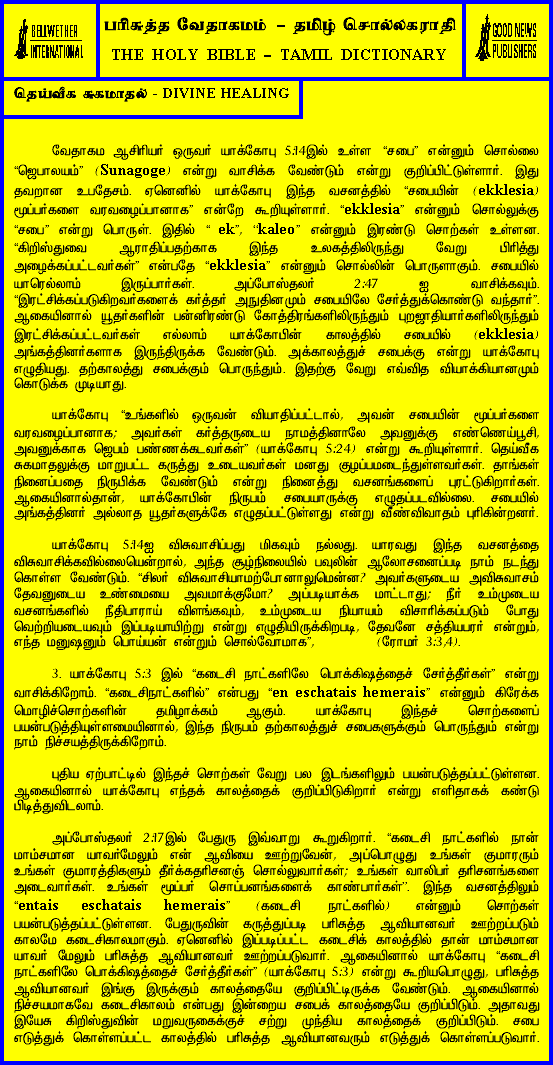 BELLWETHER
INTERNATIONAL
பரிசுத்த வேதாகமம் – தமிழ் சொல்லகராதி
THE HOLY BIBLE – TAMIL DICTIONARY
GOOD NEWS
PUBLISHERS
தெய்வீக சுகமாதல் - DIVINE HEALING
வேதாகம ஆசிரியர் ஒருவர் யாக்கோபு 5:14இல் உள்ள “சபை” என்னும் சொல்லை
“ஜெபாலயம்” (Sunagoge) என்று வாசிக்க வேண்டும் என்று குறிப்பிட்டுள்ளார். இது
தவறான உபதேசம். ஏனெனில் யாக்கோபு இந்த வசனத்தில் “சபையின் (ekklesia)
மூப்பர்களை வரவழைப்பானாக” என்றே கூறியுள்ளார். “ekklesia” என்னும் சொல்லுக்கு
“சபை” என்று பொருள். இதில் “ ek”, “kaleo” என்னும் இரண்டு சொற்கள் உள்ளன.
“கிறிஸ்துவை ஆராதிப்பதற்காக இந்த உலகத்திலிருந்து வேறு பிரித்து
அழைக்கப்பட்டவர்கள்” என்பதே “ekklesia” என்னும் சொல்லின் பொருளாகும். சபையில்
யாரெல்லாம் இருப்பார்கள். அப்போஸ்தலர் 2:47 ஐ வாசிக்கவும்.
“இரட்சிக்கப்படுகிறவர்களைக் கர்த்தர் அநுதினமும் சபையிலே சேர்த்துக்கொண்டு வந்தார்”.
ஆகையினால் யூதர்களின் பன்னிரண்டு கோத்திரங்களிலிருந்தும் புறஜாதியார்களிலிருந்தும்
இரட்சிக்கப்பட்டவர்கள் எல்லாம் யாக்கோபின் காலத்தில் சபையில் (ekklesia)
அங்கத்தினர்களாக இருந்திருக்க வேண்டும். அக்காலத்துச் சபைக்கு என்று யாக்கோபு
எழுதியது. தற்காலத்து சபைக்கும் பொருந்தும். இதற்கு வேறு எவ்வித வியாக்கியானமும்
கொடுக்க முடியாது.
யாக்கோபு “உங்களில் ஒருவன் வியாதிப்பட்டால், அவன் சபையின் மூப்பர்களை
வரவழைப்பானாக; அவர்கள் கர்த்தருடைய நாமத்தினாலே அவனுக்கு எண்ணெய்பூசி,
அவனுக்காக ஜெபம் பண்ணக்கடவர்கள்” (யாக்கோபு 5:24) என்று கூறியுள்ளார். தெய்வீக
சுகமாதலுக்கு மாறுபட்ட கருத்து உடையவர்கள் மனது குழப்பமடைந்துள்ளவர்கள். தாங்கள்
நினைப்பதை நிருபிக்க வேண்டும் என்று நினைத்து வசனங்களைப் புரட்டுகிறார்கள்.
ஆகையினால்தான், யாக்கோபின் நிருபம் சபையாருக்கு எழுதப்படவில்லை. சபையில்
அங்கத்தினர் அல்லாத யூதர்களுக்கே எழுதப்பட்டுள்ளது என்று வீண்விவாதம் புரிகின்றனர்.
யாக்கோபு 5:14ஐ விசுவாசிப்பது மிகவும் நல்லது. யாரவது இந்த வசனத்தை
விசுவாசிக்கவில்லையென்றால், அந்த சூழ்நிலையில் பவுலின் ஆலோசனைப்படி நாம் நடந்து
கொள்ள வேண்டும். “சிலர் விசுவாசியாமற்போனாலுமென்ன? அவர்களுடைய அவிசுவாசம்
தேவனுடைய உண்மையை அவமாக்குமோ? அப்படியாக்க மாட்டாது; நீர் உம்முடைய
வசனங்களில் நீதிபாராய் விளங்கவும், உம்முடைய நியாயம் விசாரிக்கப்படும் போது
வெற்றியடையவும் இப்படியாயிற்று என்று எழுதியிருக்கிறபடி, தேவனே சத்தியபரர் என்றும்,
எந்த மனுஷனும் பொய்யன் என்றும் சொல்வோமாக”, (ரோமர் 3:3,4).
3. யாக்கோபு 5:3 இல் “கடைசி நாட்களிலே பொக்கிஷத்தைச் சேர்த்தீர்கள்” என்று
வாசிக்கிறோம். “கடைசிநாட்களில்” என்பது “en eschatais hemerais” என்னும் கிரேக்க
மொழிச்சொற்களின் தமிழாக்கம் ஆகும். யாக்கோபு இந்தச் சொற்களைப்
பயன்படுத்தியுள்ளமையினால், இந்த நிருபம் தற்காலத்துச் சபைகளுக்கும் பொருந்தும் என்று
நாம் நிச்சயத்திருக்கிறோம்.
புதிய ஏற்பாட்டில் இந்தச் சொற்கள் வேறு பல இடங்களிலும் பயன்படுத்தப்பட்டுள்ளன.
ஆகையினால் யாக்கோபு எந்தக் காலத்தைக் குறிப்பிடுகிறார் என்று எளிதாகக் கண்டு
பிடித்துவிடலாம்.
அப்போஸ்தலர் 2:17இல் பேதுரு இவ்வாறு கூறுகிறார். “கடைசி நாட்களில் நான்
மாம்சமான யாவர்மேலும் என் ஆவியை ஊற்றுவேன், அப்பொழுது உங்கள் குமாரரும்
உங்கள் குமாரத்திகளும் தீர்க்கதரிசனஞ் சொல்லுவார்கள்; உங்கள் வாலிபர் தரிசனங்களை
அடைவார்கள். உங்கள் மூப்பர் சொப்பனங்களைக் காண்பார்கள்”. இந்த வசனத்திலும்
“entais eschatais hemerais” (கடைசி நாட்களில்) என்னும் சொற்கள்
பயன்படுத்தப்பட்டுள்ளன. பேதுருவின் கருத்துப்படி பரிசுத்த ஆவியானவர் ஊற்றப்படும்
காலமே கடைசிகாலமாகும். ஏனெனில் இப்படிப்பட்ட கடைசிக் காலத்தில் தான் மாம்சமான
யாவர் மேலும் பரிசுத்த ஆவியானவர் ஊற்றப்படுவார். ஆகையினால் யாக்கோபு “கடைசி
நாட்களிலே பொக்கிஷத்தைச் சேர்த்தீர்கள்” (யாக்கோபு 5:3) என்று கூறியபொழுது, பரிசுத்த
ஆவியானவர் இங்கு இருக்கும் காலத்தையே குறிப்பிட்டிருக்க வேண்டும். ஆகையினால்
நிச்சயமாகவே கடைசிகாலம் என்பது இன்றைய சபைக் காலத்தையே குறிப்பிடும். அதாவது
இயேசு கிறிஸ்துவின் மறுவருகைக்குச் சற்று முந்திய காலத்தைக் குறிப்பிடும். சபை
எடுத்துக் கொள்ளப்பட்ட காலத்தில் பரிசுத்த ஆவியானவரும் எடுத்துக் கொள்ளப்படுவார்.